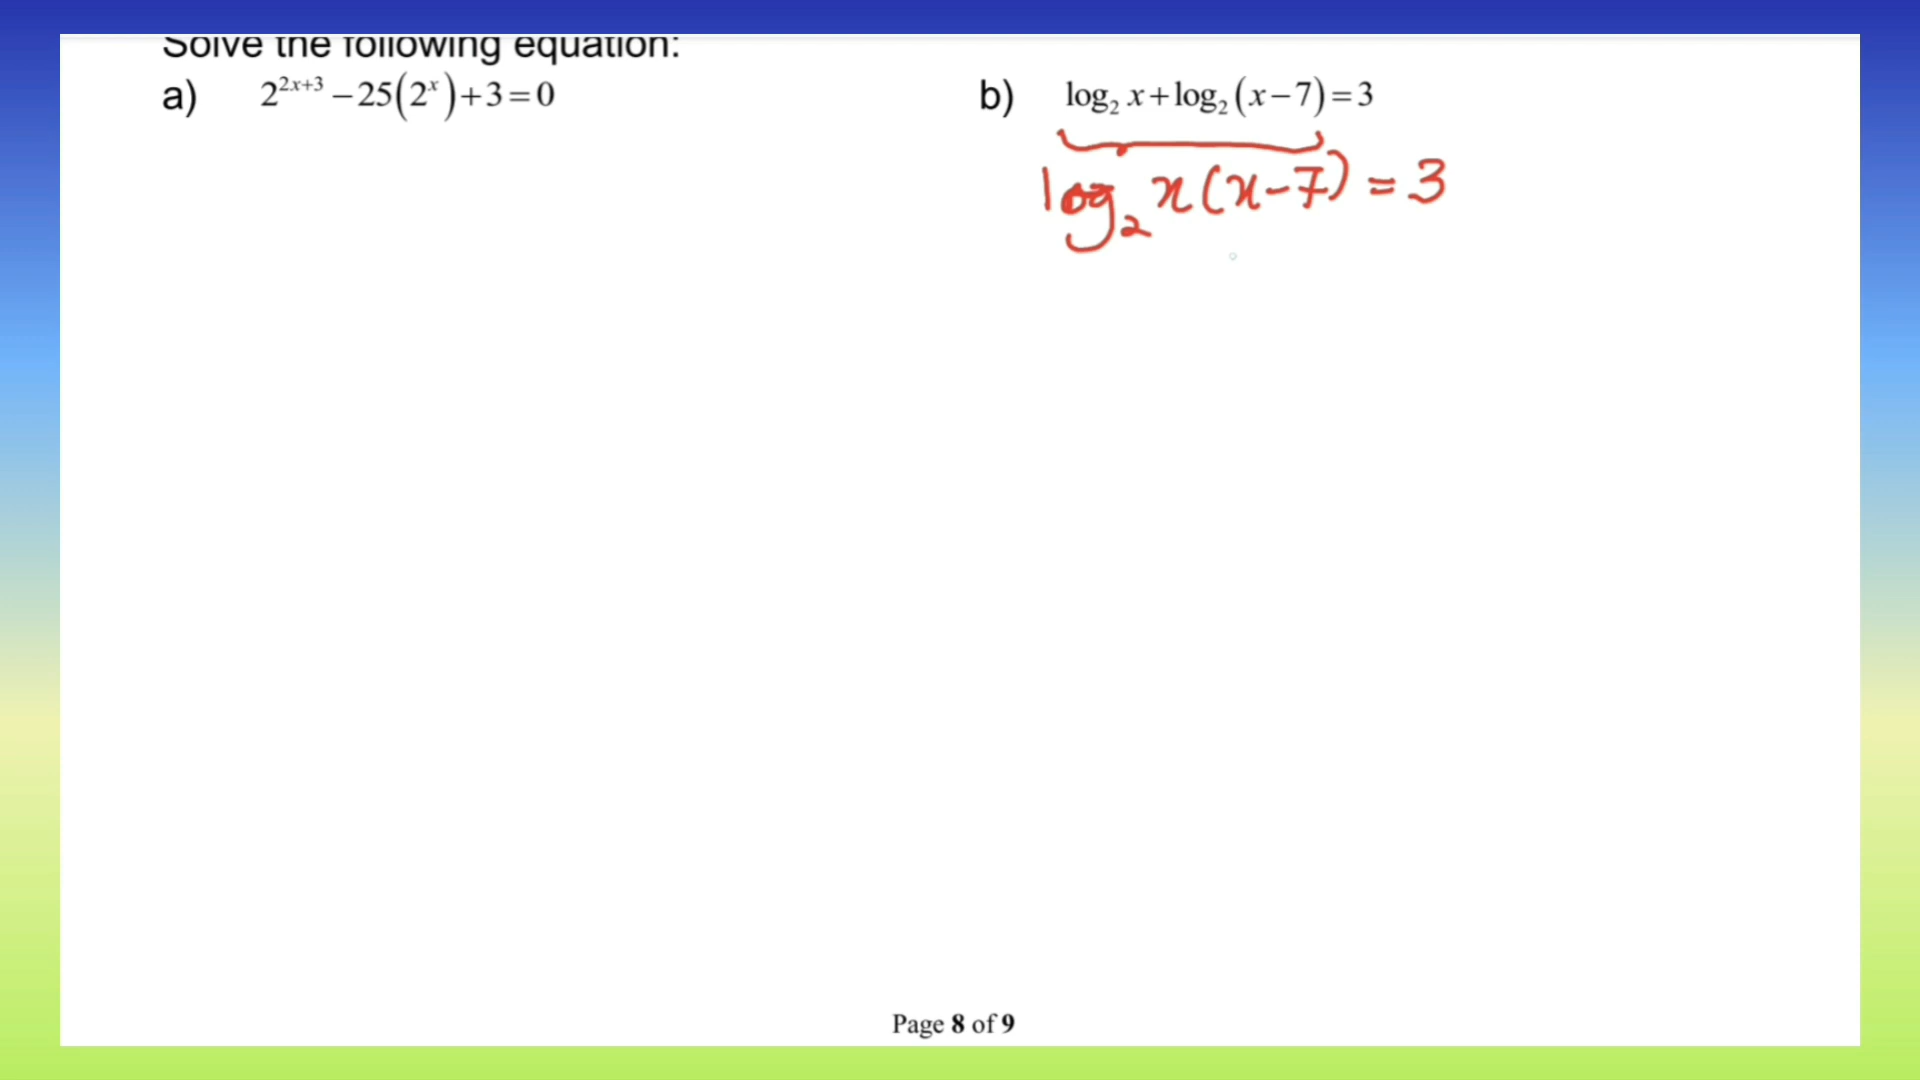 Solve the following equation:
a) 2^{2x+3} − 25(2^x) + 3 = 0
b) log₂ x + log₂ (x − 7) = 3
log₂ x(x−7) = 3
Page 8 of 9